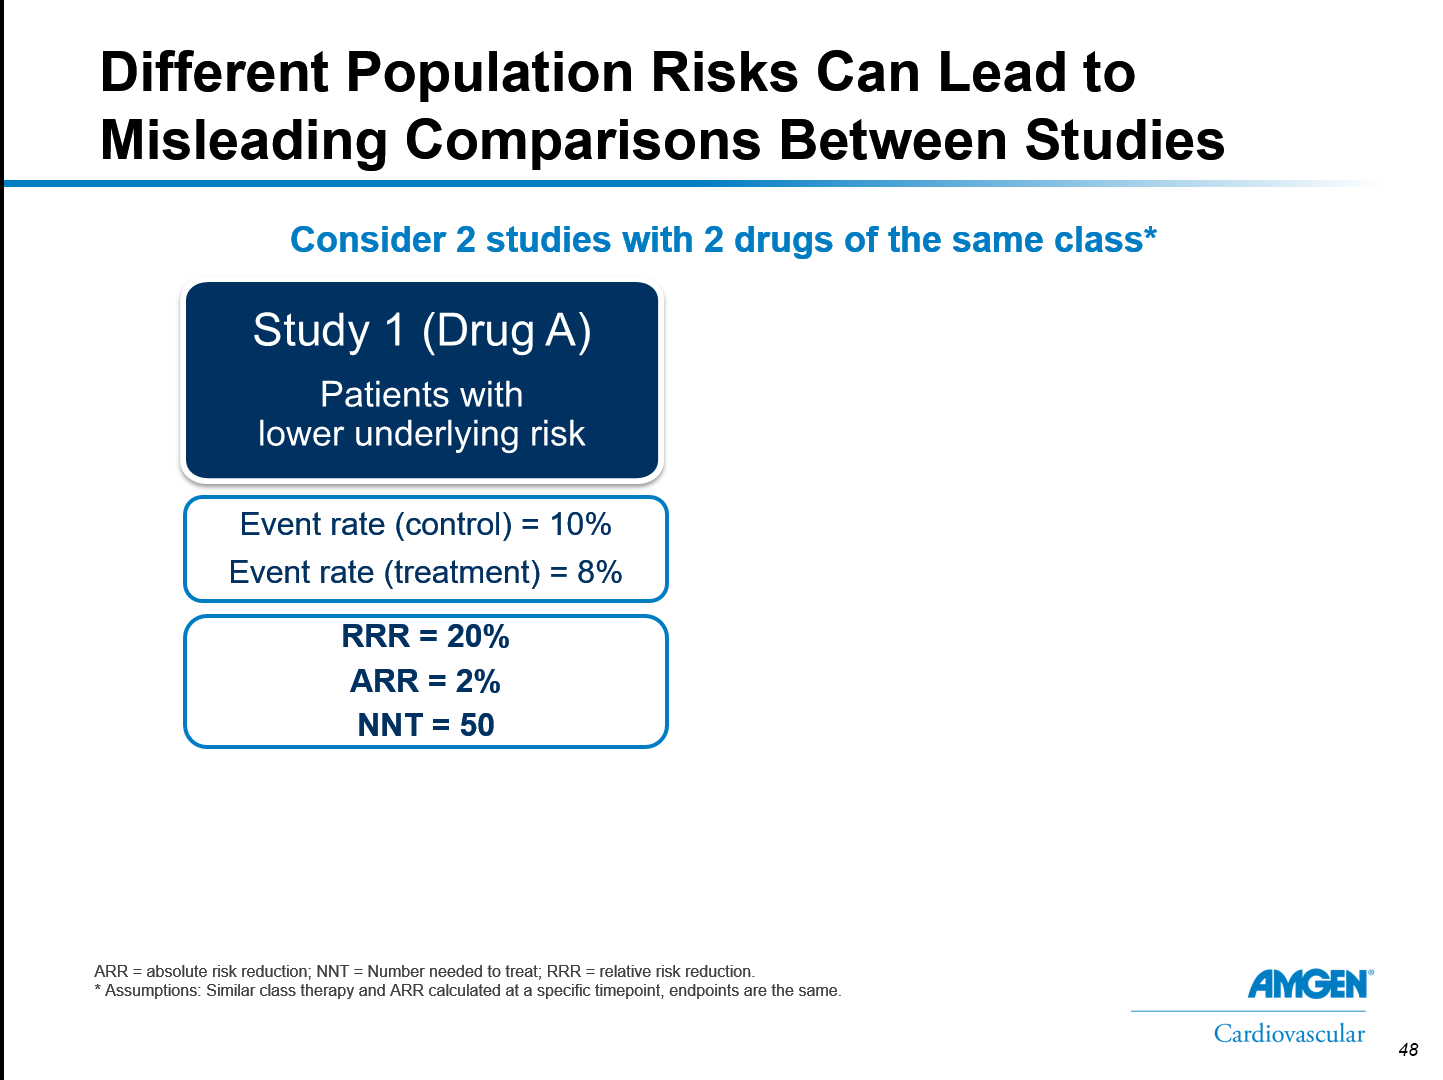 Different Population Risks Can Lead to
Misleading Comparisons Between Studies
Consider 2 studies with 2 drugs of the same class*
Study 1 (Drug A)
Patients with
lower underlying risk
Event rate (control) = 10%
Event rate (treatment) = 8%
RRR = 20%
ARR = 2%
NNT = 50
ARR = absolute risk reduction; NNT = Number needed to treat; RRR = relative risk reduction.
* Assumptions: Similar class therapy and ARR calculated at a specific timepoint, endpoints are the same.
AMGEN®
Cardiovascular
48